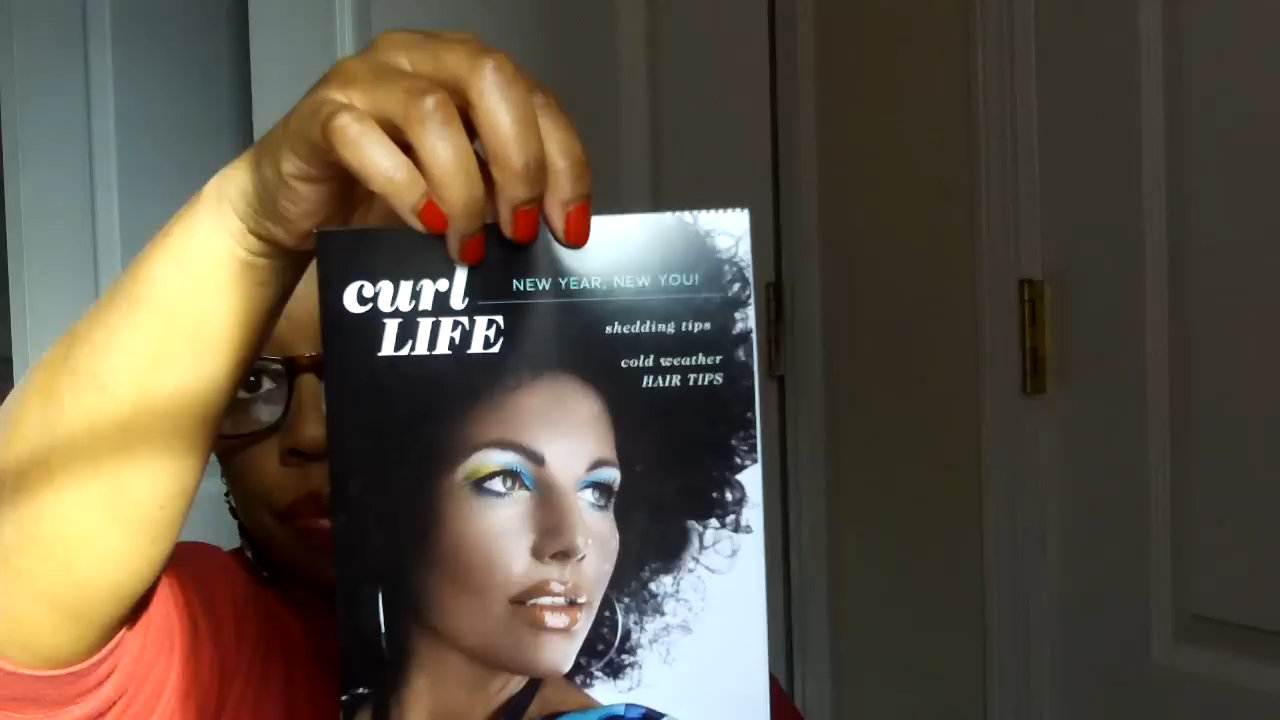 curl
LIFE
NEW YEAR, NEW YOU!
shedding tips
cold weather
HAIR TIPS